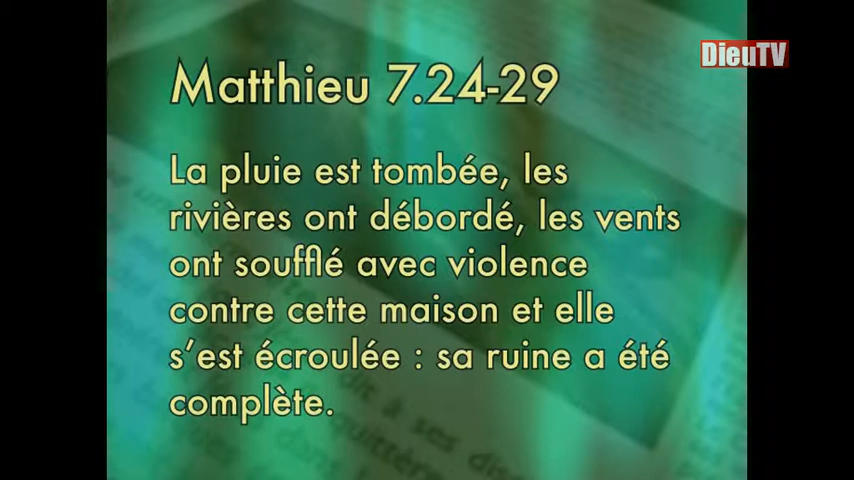 DieuTV
Matthieu 7.24-29
La pluie est tombée, les
rivières ont débordé, les vents
ont soufflé avec violence
contre cette maison et elle
s'est écroulée : sa ruine a été
complète.